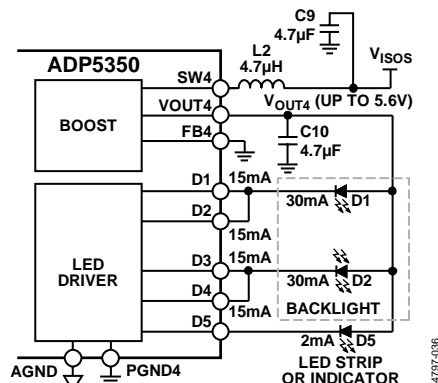 C9
4.7µF
L2
4.7µH
VISOS
ADP5350
SW4
VOUT4
VOUT4 (UP TO 5.6V)
BOOST
FB4
C10
4.7µF
D1
15mA
30mA
D1
D2
15mA
LED
DRIVER
D3
15mA
30mA
D2
D4
15mA
BACKLIGHT
D5
2mA
D5
AGND
PGND4
LED STRIP
OR INDICATOR
4797-036